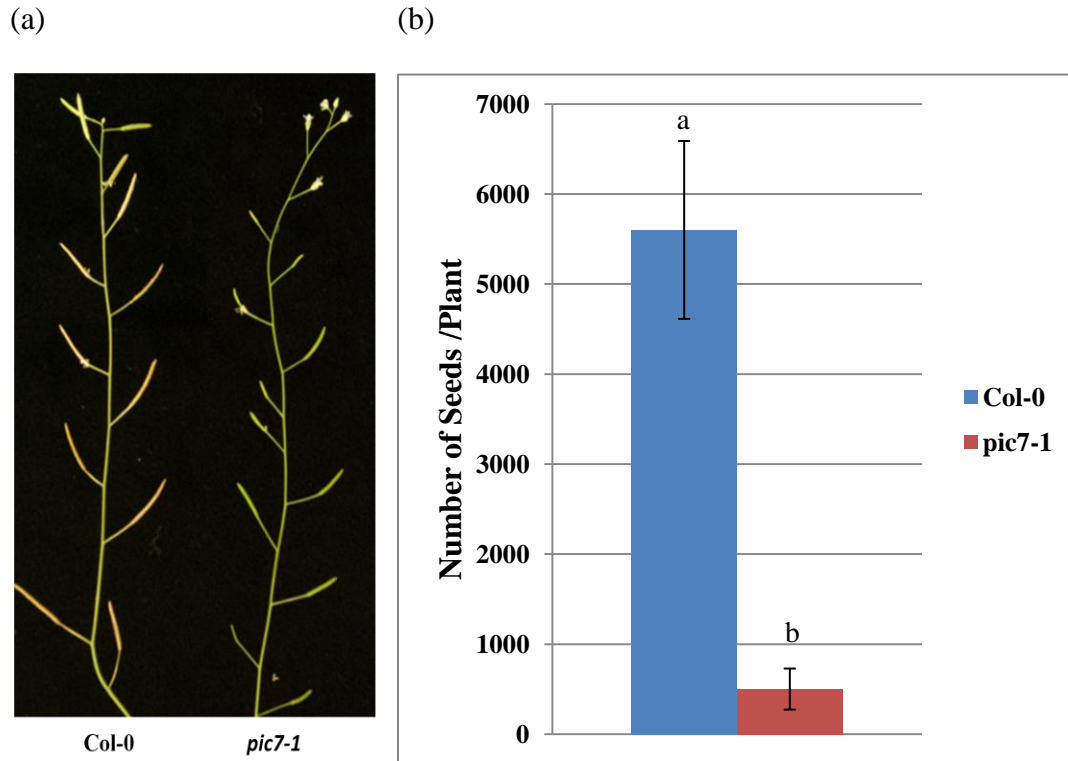 (a)
(b)
Col-0
pic7-1
Number of Seeds /Plant
7000
6000
5000
4000
3000
2000
1000
0
a
b
Col-0
pic7-1